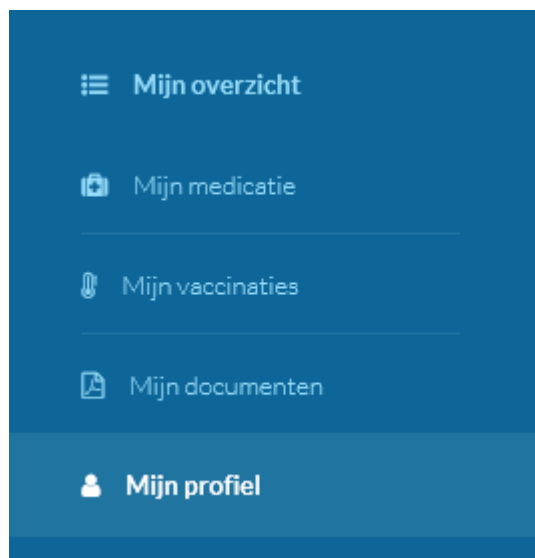 Mijn overzicht
Mijn medicatie
Mijn vaccinaties
Mijn documenten
Mijn profiel